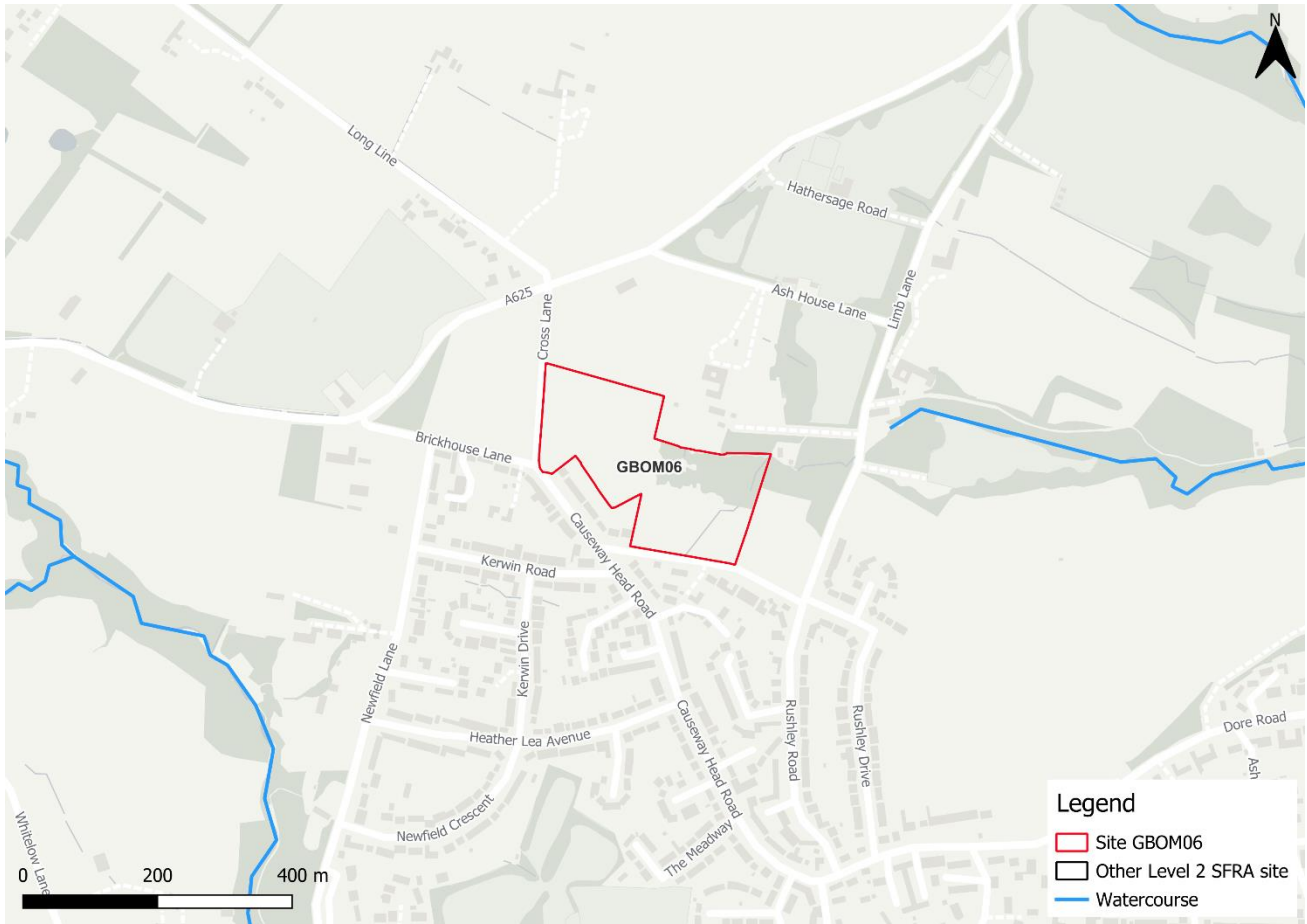 N
Long Line
Hathersage Road
A625
Ash House Lane
Limb Lane
Cross Lane
Brickhouse Lane
GBOM06
Causeway Head Road
Kerwin Road
Kerwin Drive
Newfield Lane
Causeway Head Road
Rushley Road
Rushley Drive
Heather Lea Avenue
Dore Road
Ash
Newfield Crescent
The Meadway
Whitelow Lane
0 200 400 m
Legend
Site GBOM06
Other Level 2 SFRA site
Watercourse